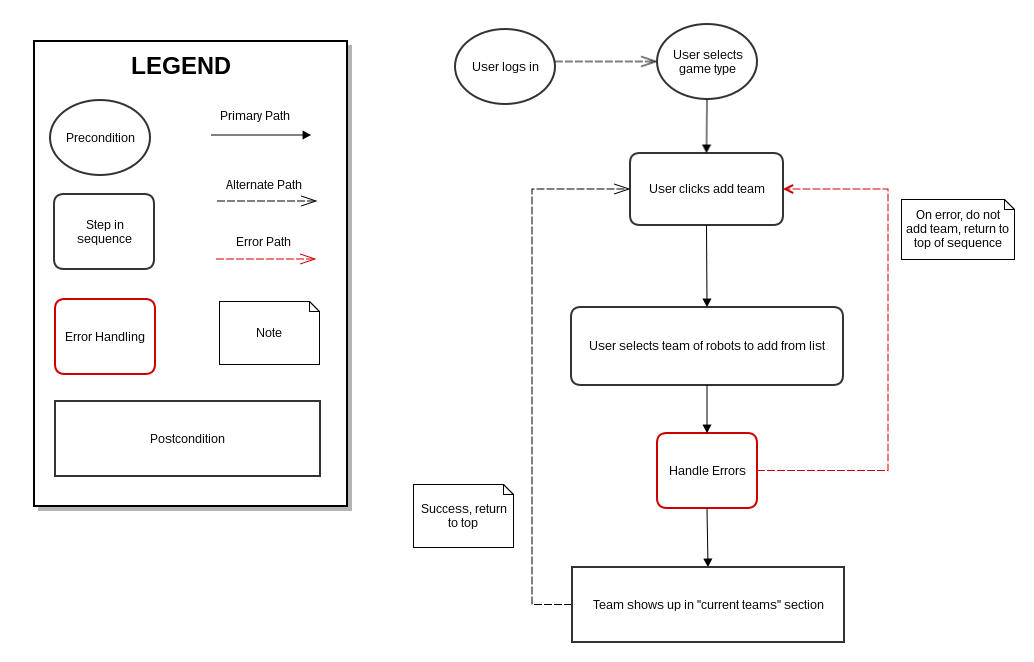 LEGEND
Precondition
Primary Path
Alternate Path
Step in
sequence
Error Path
Error Handling
Note
Postcondition
User logs in
User selects
game type
User clicks add team
On error, do not
add team, return to
top of sequence
User selects team of robots to add from list
Handle Errors
Success, return
to top
Team shows up in "current teams" section